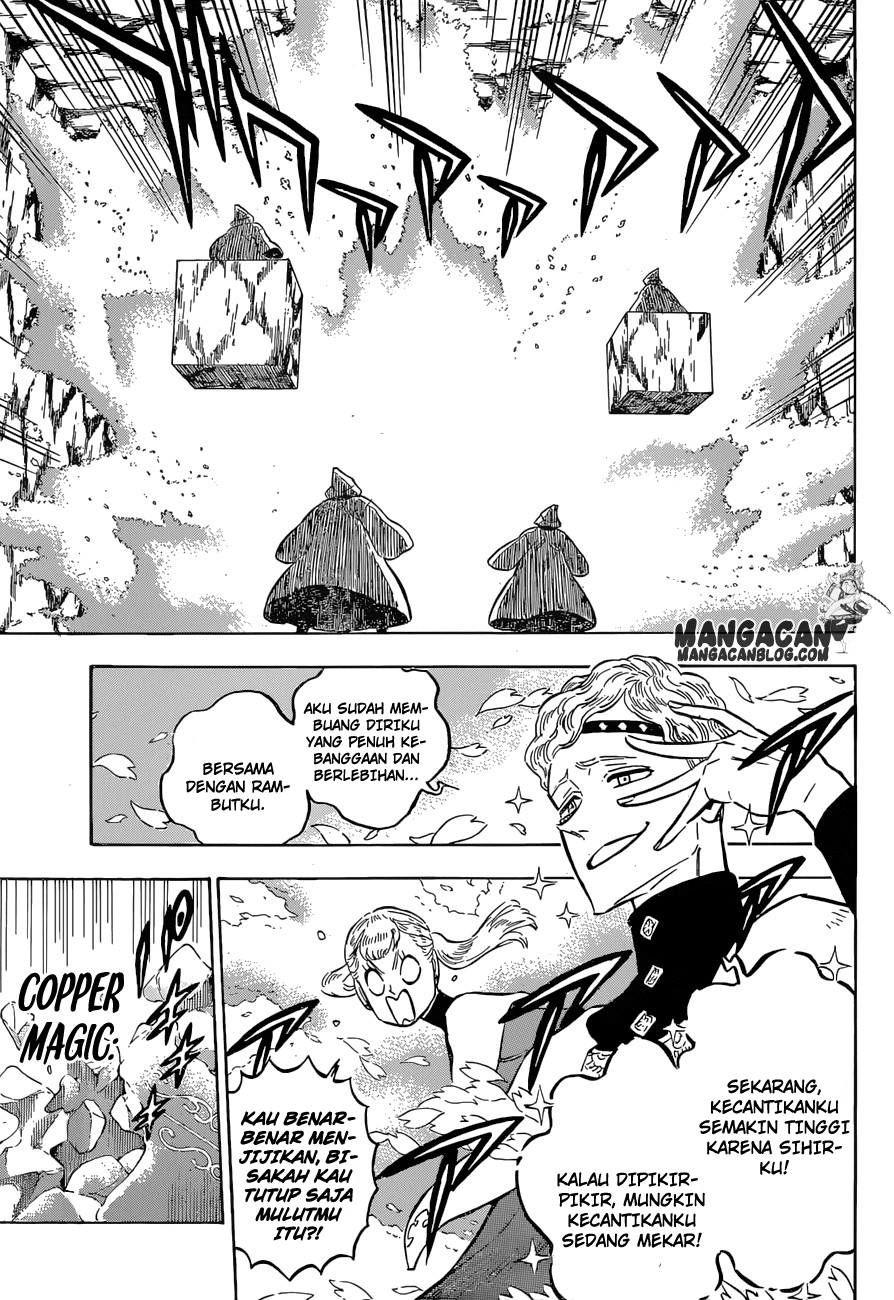 MANGACAN
MANGACANBLOG.COM
AKU SUDAH MEM-
BUANG DIRIKU
YANG PENUH KE-
BANGGAAN DAN
BERLEBIHAN...
BERSAMA
DENGAN RAM-
BUTKU.
SEKARANG,
KECANTIKANKU
SEMAKIN TINGGI
KARENA SIHIR-
KU!
KALAU DIPIKIR-
PIKIR, MUNGKIN
KECANTIKANKU
SEDANG MEKAR!
KAU BENAR-
BENAR MEN-
JIJIKAN, BI-
SAKAH KAU
TUTUP SAJA
MULUTMU
ITU?!
COPPER
MAGIC: